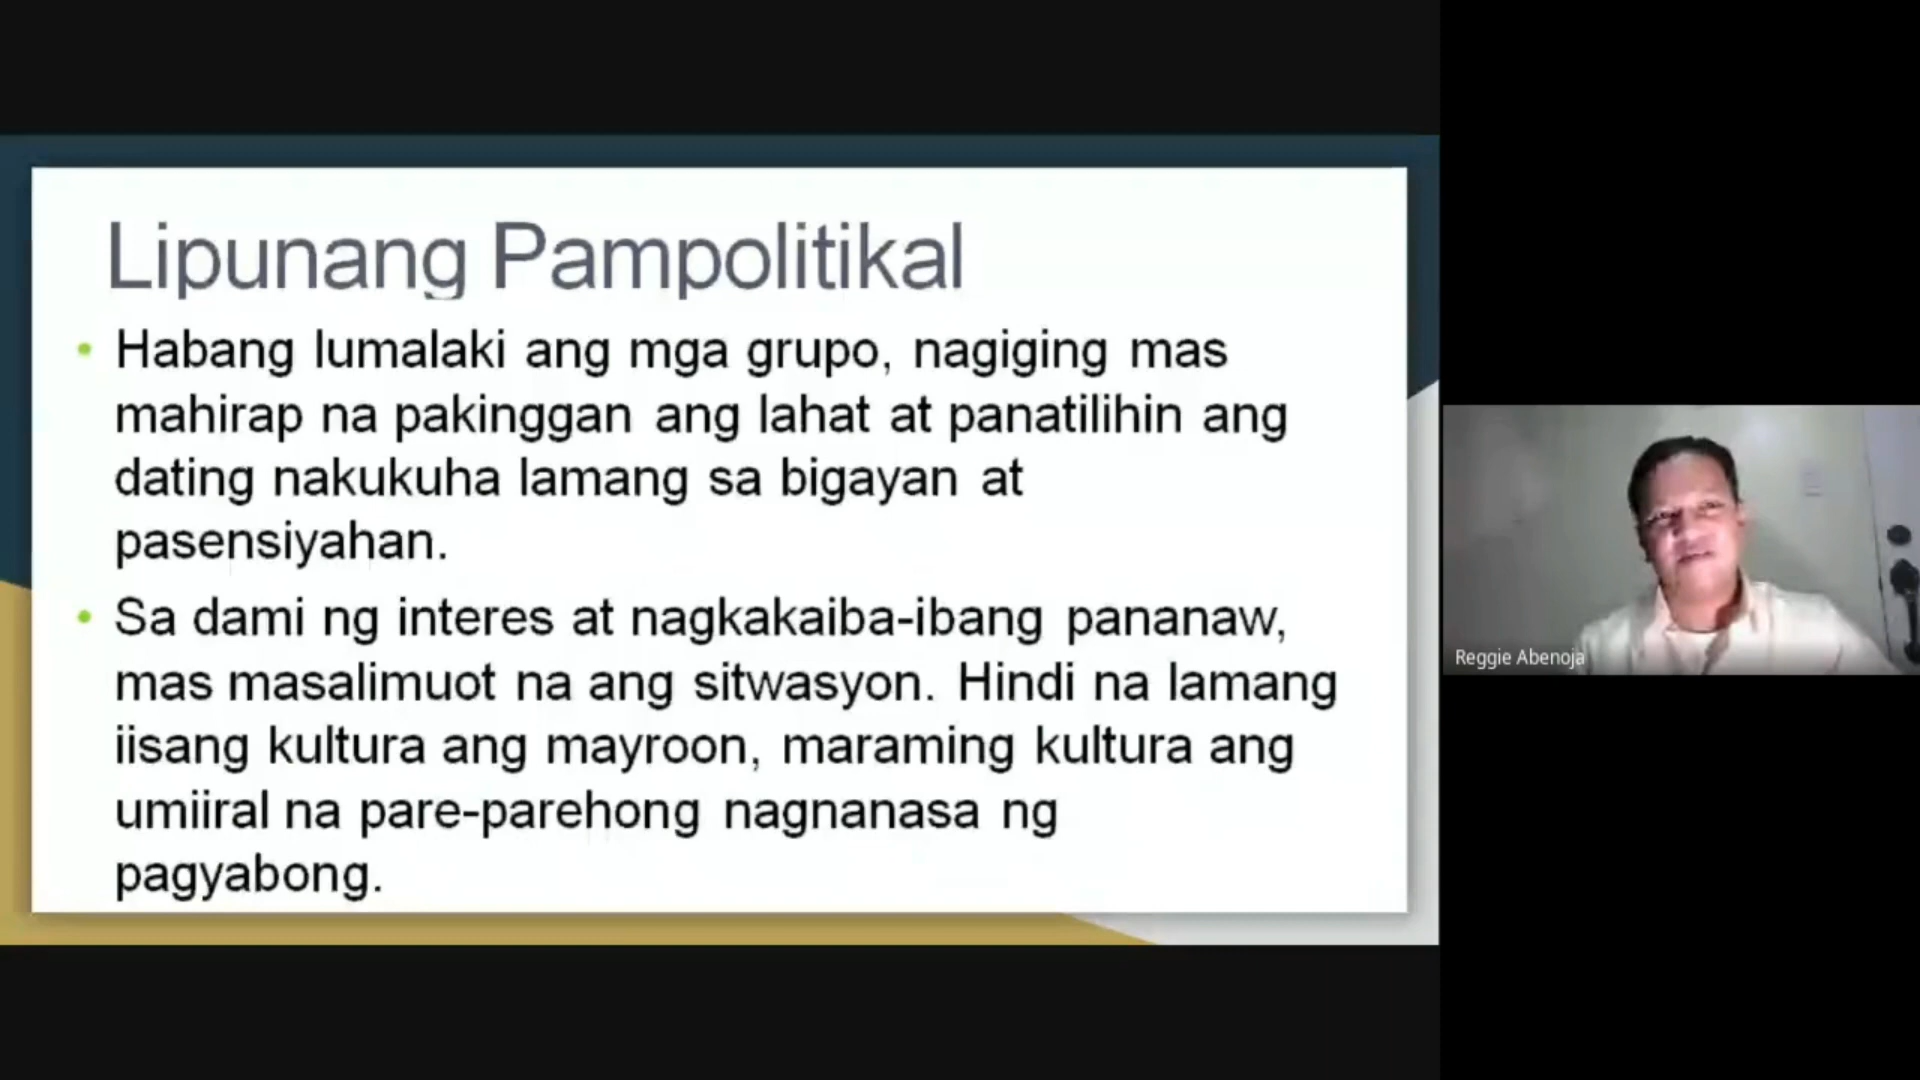 Lipunang Pampolitikal
• Habang lumalaki ang mga grupo, nagiging mas
mahirap na pakinggan ang lahat at panatilihin ang
dating nakukuha lamang sa bigayan at
pasensiyahan.
• Sa dami ng interes at nagkakaiba-ibang pananaw,
mas masalimuot na ang sitwasyon. Hindi na lamang
iisang kultura ang mayroon, maraming kultura ang
umiiral na pare-parehong nagnanasa ng
pagyabong.
Reggie Abenoja